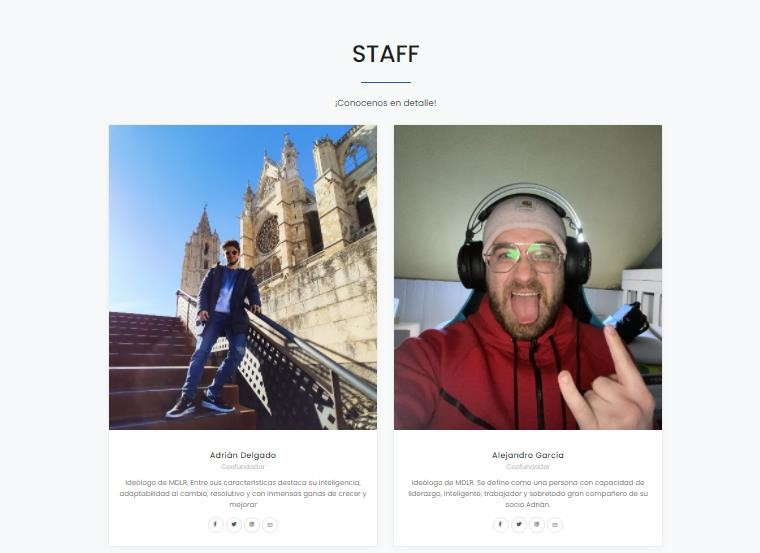 STAFF
¡Conocenos en detalle!
Adrián Delgado
Coofundador
Ideólogo de MDLR. Entre sus características destaca su inteligencia,
adaptabilidad al cambio, resolutivo y con inmensas ganas de crecer y
mejorar
Alejandro García
Coofundador
Ideólogo de MDLR. Se define como una persona con capacidad de
liderazgo, inteligente, trabajador y sobretodo gran compañero de su
socio Adrián.